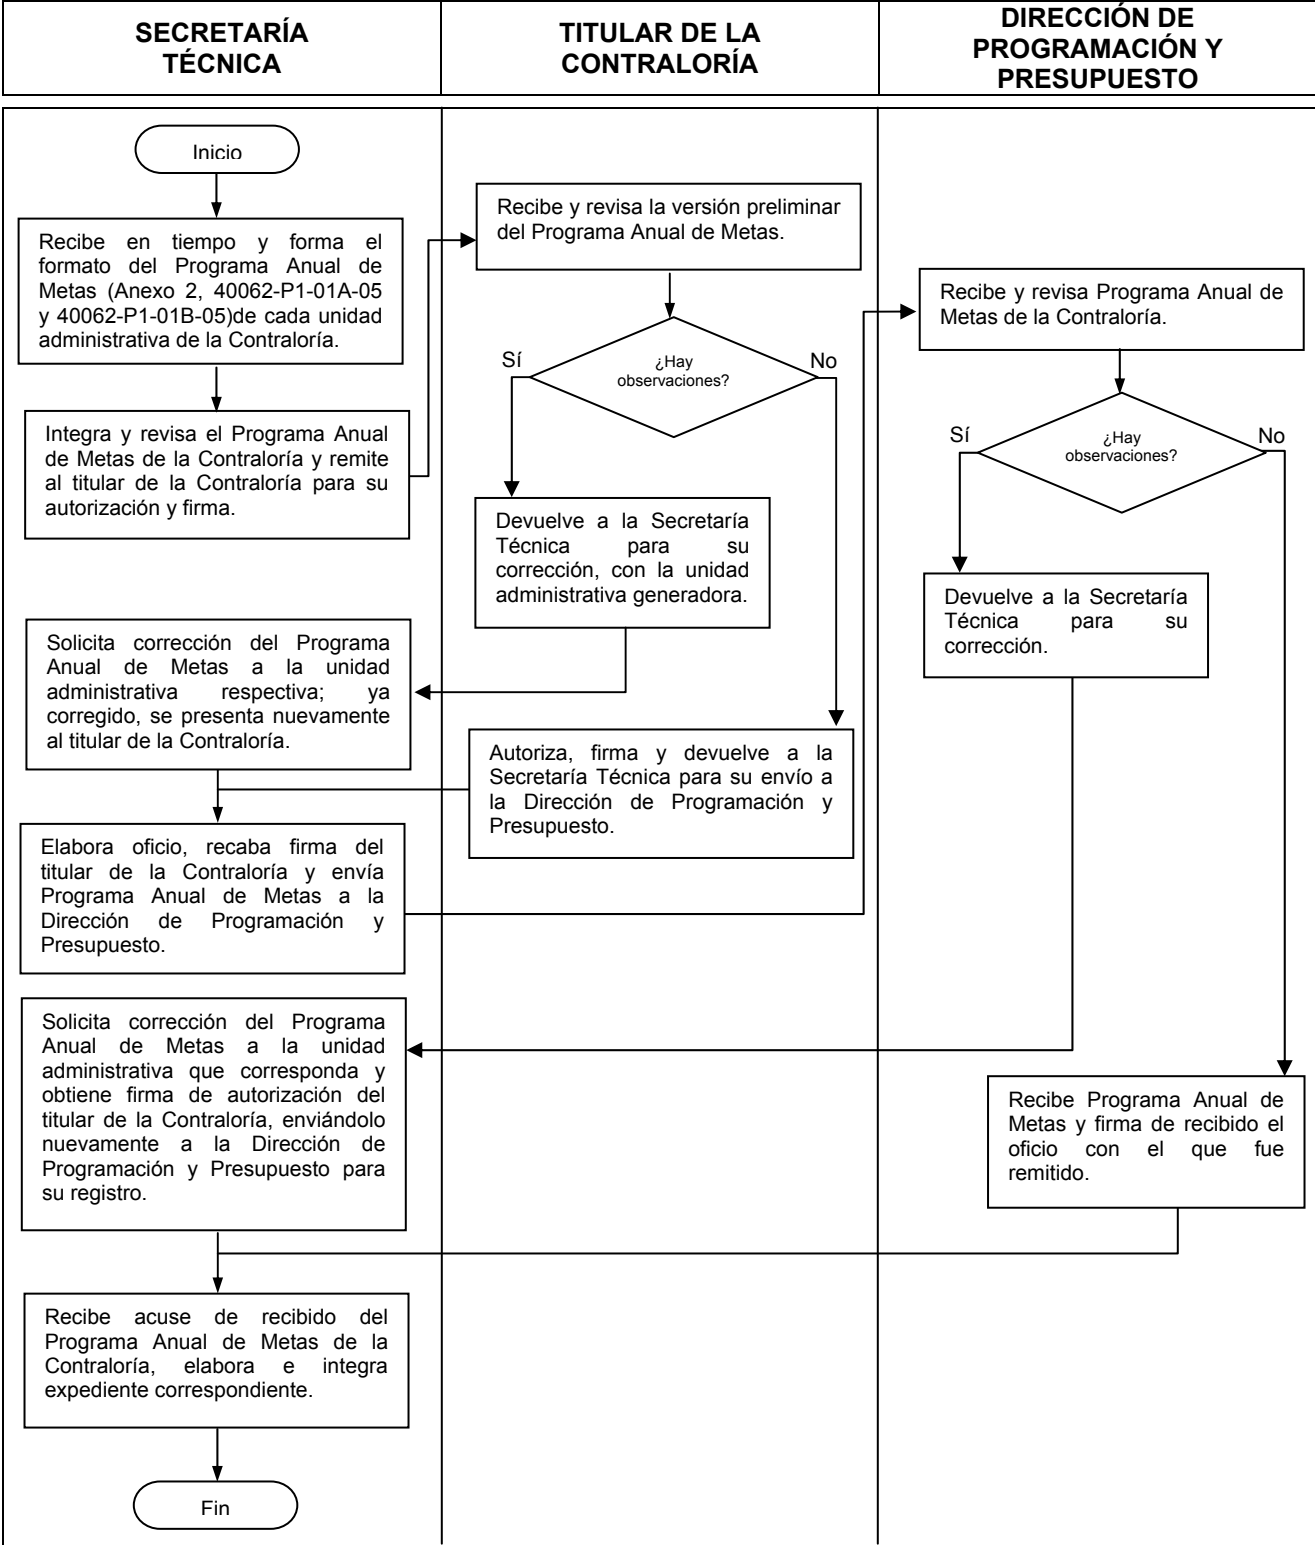 SECRETARÍA
TÉCNICA
TITULAR DE LA
CONTRALORÍA
DIRECCIÓN DE
PROGRAMACIÓN Y
PRESUPUESTO
Inicio
Recibe en tiempo y forma el
formato del Programa Anual de
Metas (Anexo 2, 40062-P1-01A-05
y 40062-P1-01B-05)de cada unidad
administrativa de la Contraloría.
Integra y revisa el Programa Anual
de Metas de la Contraloría y remite
al titular de la Contraloría para su
autorización y firma.
Recibe y revisa la versión preliminar
del Programa Anual de Metas.
¿Hay
observaciones?
Sí
No
Devuelve a la Secretaría
Técnica para su
corrección, con la unidad
administrativa generadora.
Solicita corrección del Programa
Anual de Metas a la unidad
administrativa respectiva; ya
corregido, se presenta nuevamente
al titular de la Contraloría.
Autoriza, firma y devuelve a la
Secretaría Técnica para su envío a
la Dirección de Programación y
Presupuesto.
Elabora oficio, recaba firma del
titular de la Contraloría y envía
Programa Anual de Metas a la
Dirección de Programación y
Presupuesto.
Recibe y revisa Programa Anual de
Metas de la Contraloría.
¿Hay
observaciones?
Sí
No
Devuelve a la Secretaría
Técnica para su
corrección.
Solicita corrección del Programa
Anual de Metas a la unidad
administrativa que corresponda y
obtiene firma de autorización del
titular de la Contraloría, enviándolo
nuevamente a la Dirección de
Programación y Presupuesto para
su registro.
Recibe Programa Anual de
Metas y firma de recibido el
oficio con el que fue
remitido.
Recibe acuse de recibido del
Programa Anual de Metas de la
Contraloría, elabora e integra
expediente correspondiente.
Fin